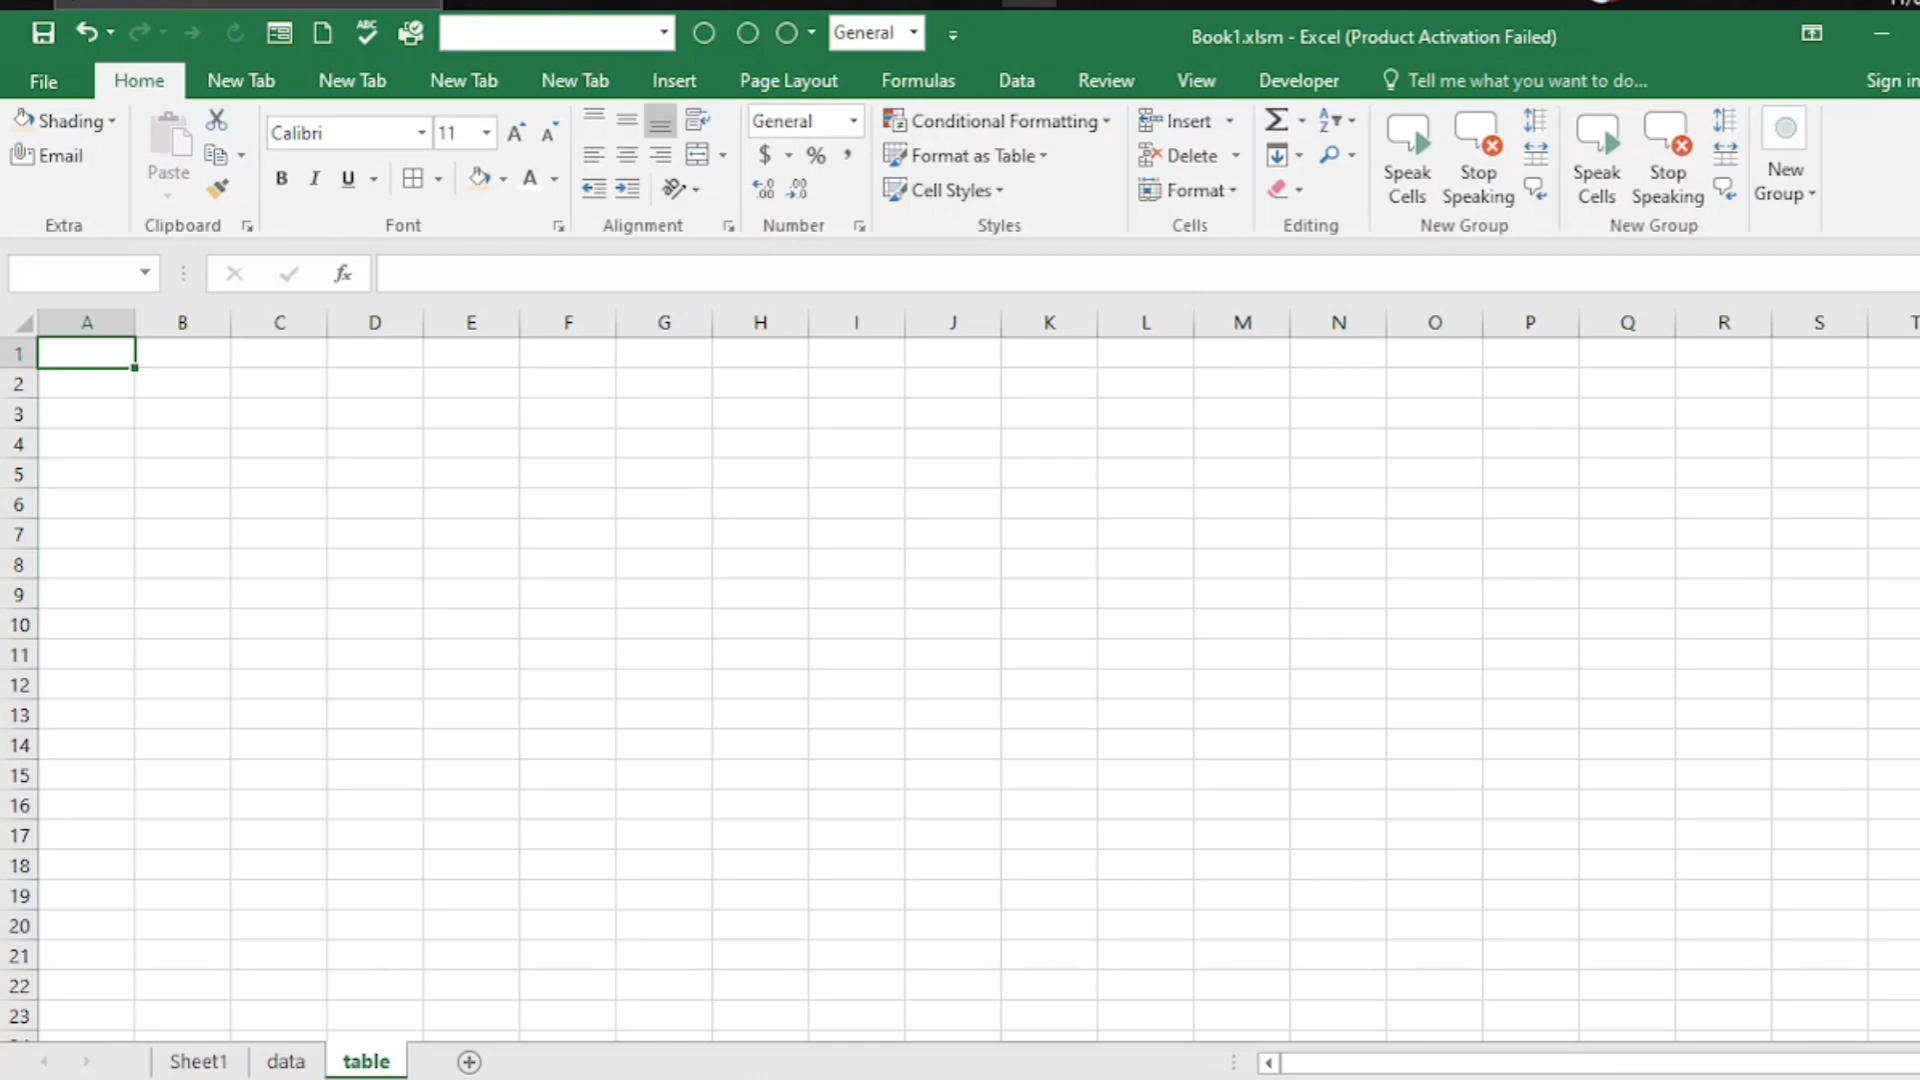 General
Book1.xlsm - Excel (Product Activation Failed)
File Home New Tab New Tab New Tab New Tab Insert Page Layout Formulas Data Review View Developer Tell me what you want to do... Sign in
Shading
Email
Extra
Paste
Clipboard
Calibri 11
B I U A
Font
Alignment
General
$ % ,
Number
Conditional Formatting
Format as Table
Cell Styles
Styles
Insert
Delete
Format
Cells
Editing
Speak Cells
Stop Speaking
New Group
Speak Cells
Stop Speaking
New Group
New Group
fx
A B C D E F G H I J K L M N O P Q R S T
1
2
3
4
5
6
7
8
9
10
11
12
13
14
15
16
17
18
19
20
21
22
23
Sheet1 data table